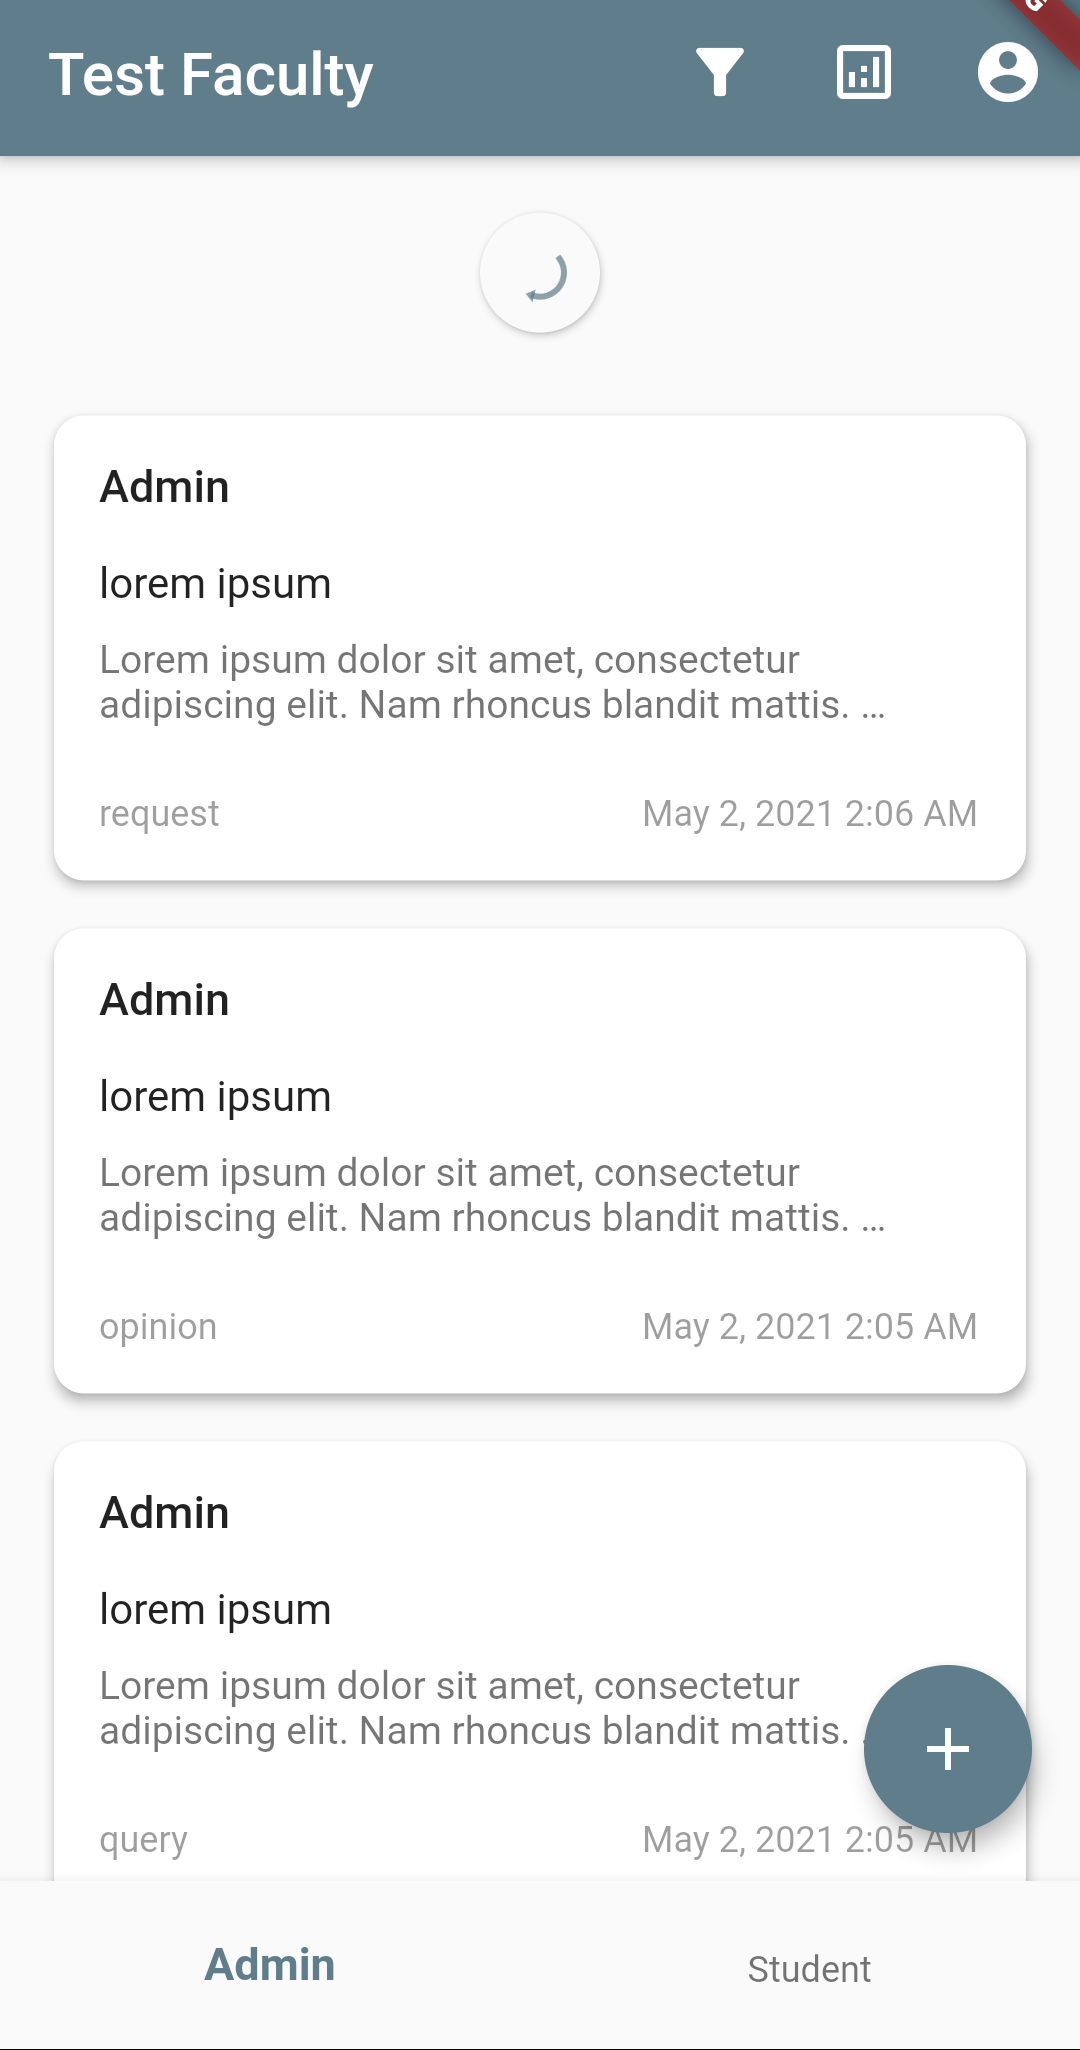 Test Faculty
Admin
lorem ipsum
Lorem ipsum dolor sit amet, consectetur
adipiscing elit. Nam rhoncus blandit mattis. …
request May 2, 2021 2:06 AM
Admin
lorem ipsum
Lorem ipsum dolor sit amet, consectetur
adipiscing elit. Nam rhoncus blandit mattis. …
opinion May 2, 2021 2:05 AM
Admin
lorem ipsum
Lorem ipsum dolor sit amet, consectetur
adipiscing elit. Nam rhoncus blandit mattis.
query May 2, 2021 2:05 AM
Admin Student